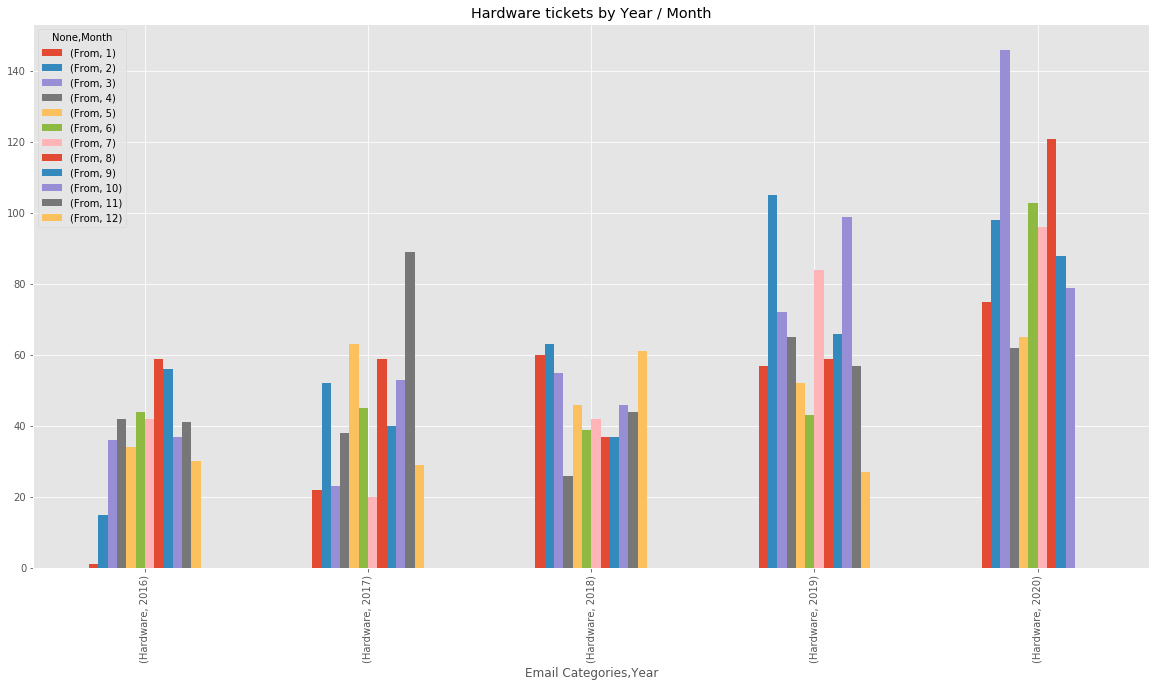 Hardware tickets by Year / Month
None,Month
(From, 1)
(From, 2)
(From, 3)
(From, 4)
(From, 5)
(From, 6)
(From, 7)
(From, 8)
(From, 9)
(From, 10)
(From, 11)
(From, 12)
140
120
100
80
60
40
20
0
(Hardware, 2016)
(Hardware, 2017)
(Hardware, 2018)
(Hardware, 2019)
(Hardware, 2020)
Email Categories,Year